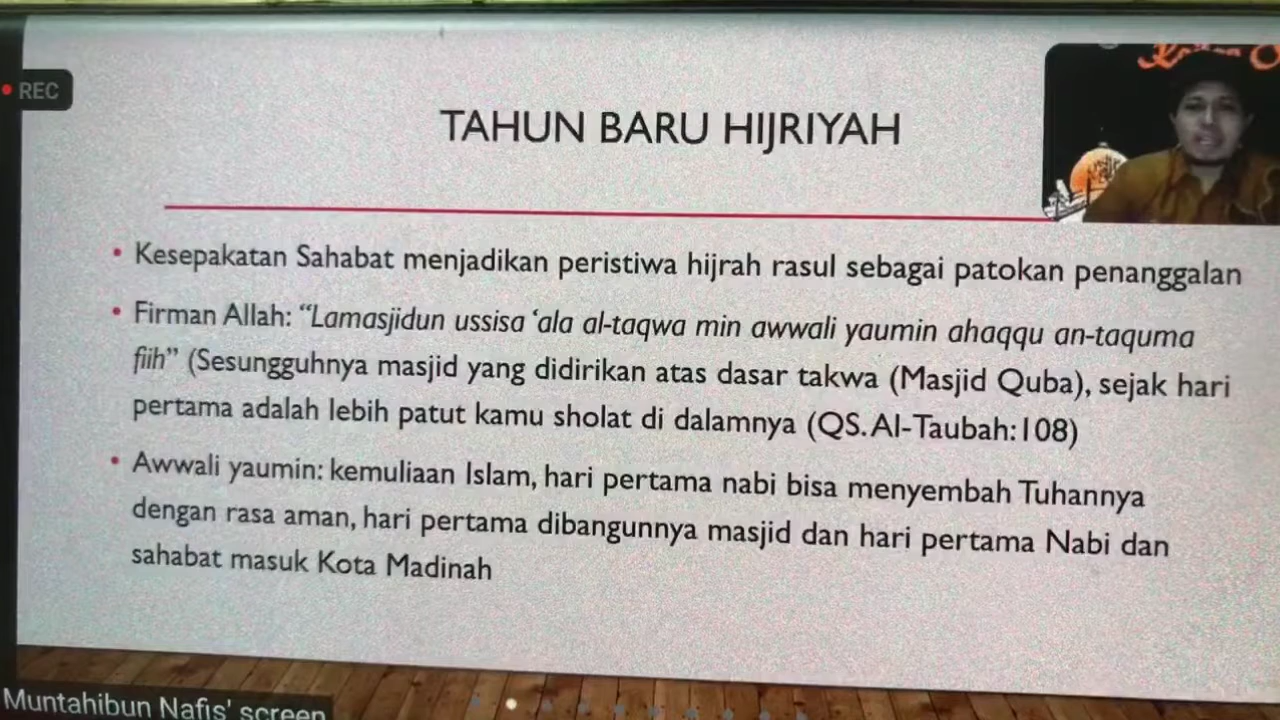 REC
TAHUN BARU HIJRIYAH
• Kesepakatan Sahabat menjadikan peristiwa hijrah rasul sebagai patokan penanggalan
• Firman Allah: “Lamasjidun ussisa ‘ala al-taqwa min awwali yaumin ahaqqu an-taquma
fiih” (Sesungguhnya masjid yang didirikan atas dasar takwa (Masjid Quba), sejak hari
pertama adalah lebih patut kamu sholat di dalamnya (QS. Al-Taubah:108)
• Awwali yaumin: kemuliaan Islam, hari pertama nabi bisa menyembah Tuhannya
dengan rasa aman, hari pertama dibangunnya masjid dan hari pertama Nabi dan
sahabat masuk Kota Madinah
Muntahibun Nafis' screen